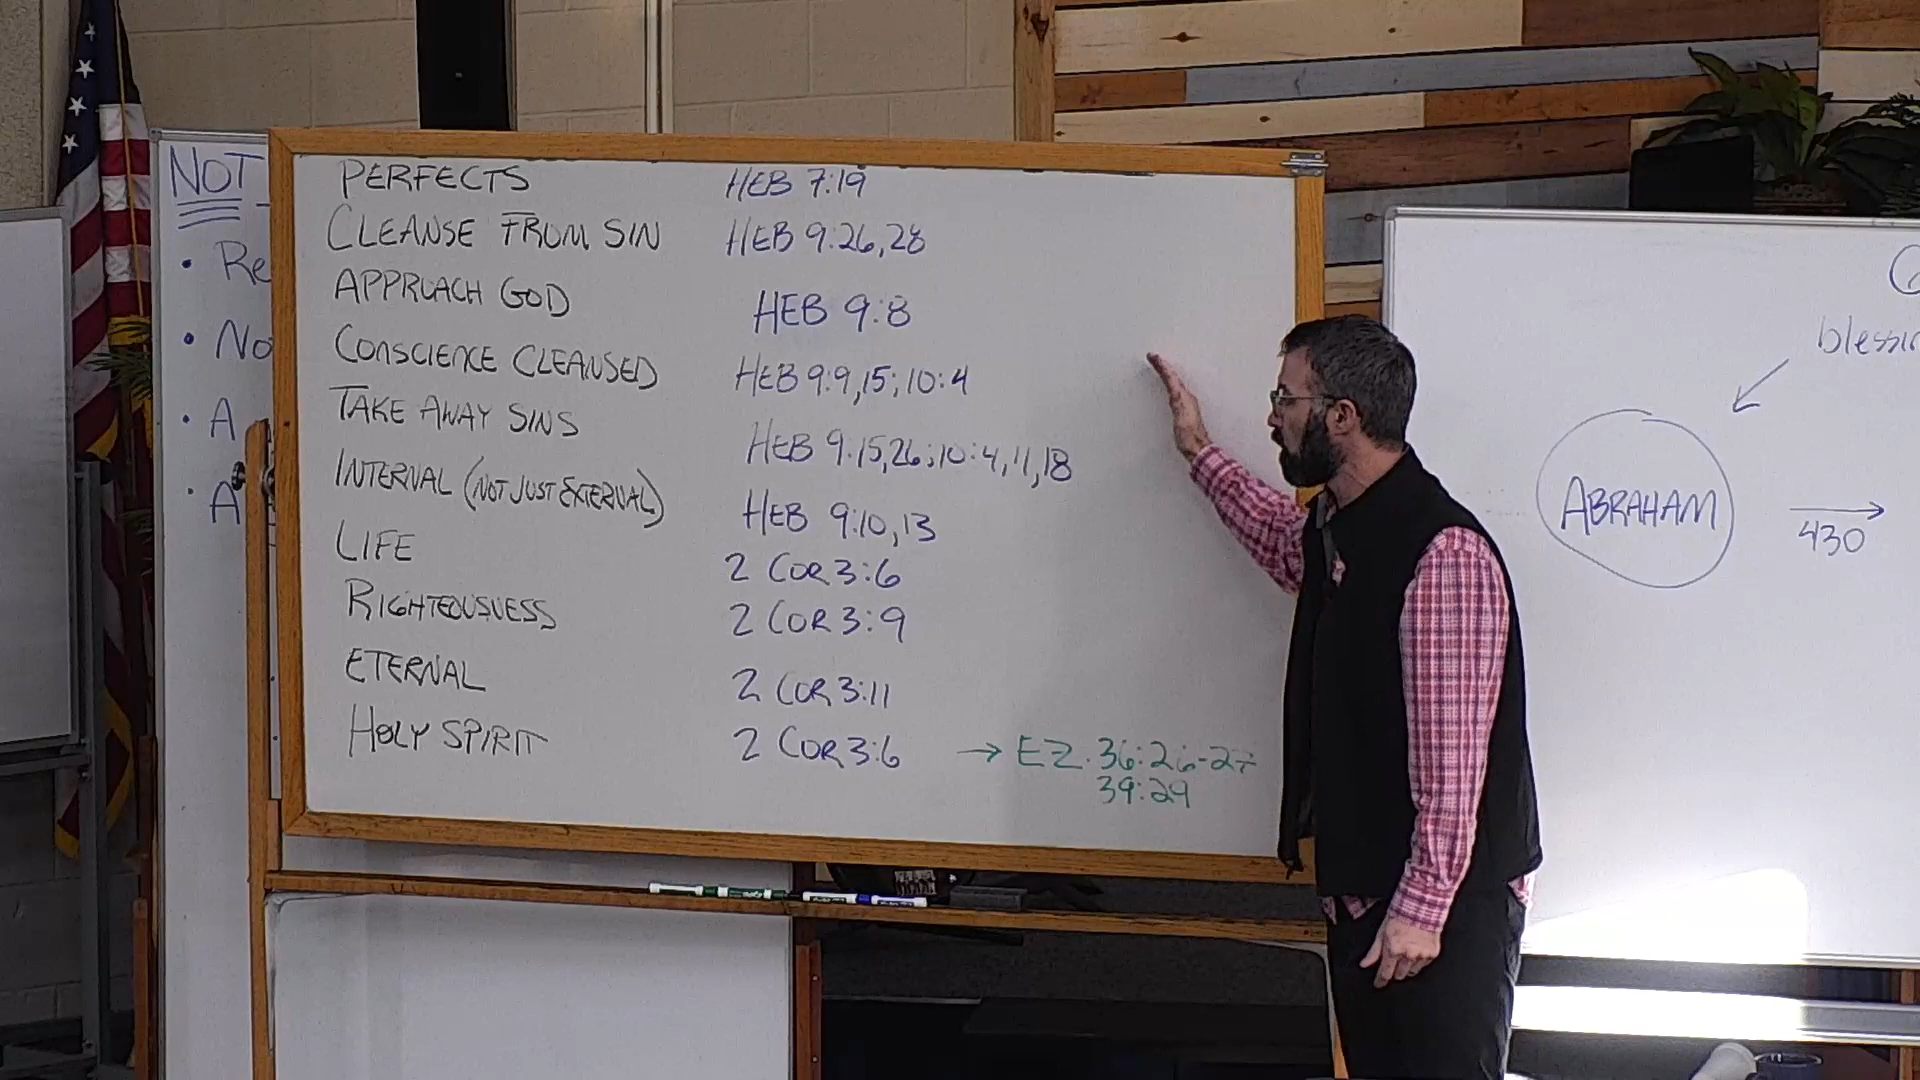 NOT
• Re
• No
• A
• A
PERFECTS HEB 7:19
CLEANSE FROM SIN HEB 9:26,28
APPROACH GOD HEB 9:8
CONSCIENCE CLEANSED HEB 9:9,15; 10:4
TAKE AWAY SINS HEB 9:15,26; 10:4,11,18
INTERNAL (NOT JUST EXTERNAL) HEB 9:10,13
LIFE 2 COR 3:6
RIGHTEOUSNESS 2 COR 3:9
ETERNAL 2 COR 3:11
HOLY SPIRIT 2 COR 3:6 → EZ. 36:26-27
39:29
blessin
ABRAHAM →
430